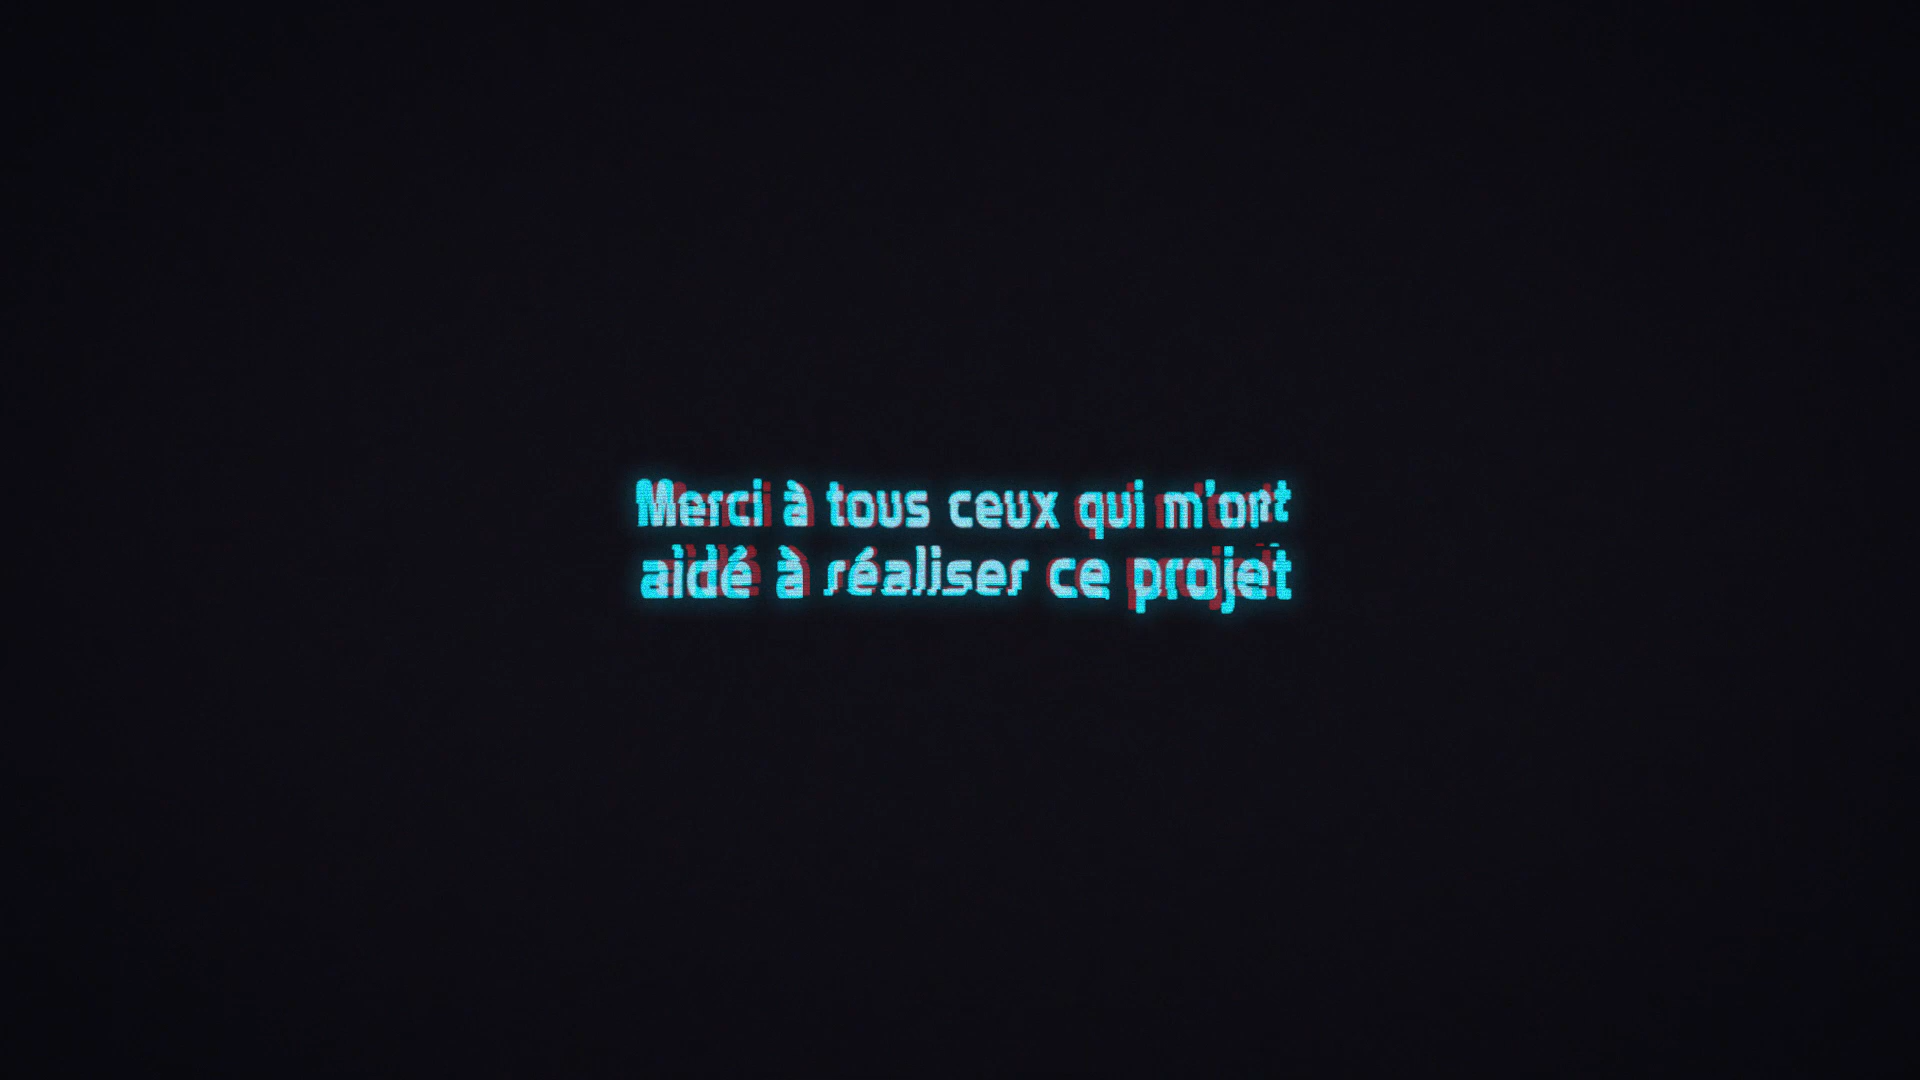 Merci à tous ceux qui m'ont
aidé à réaliser ce projet